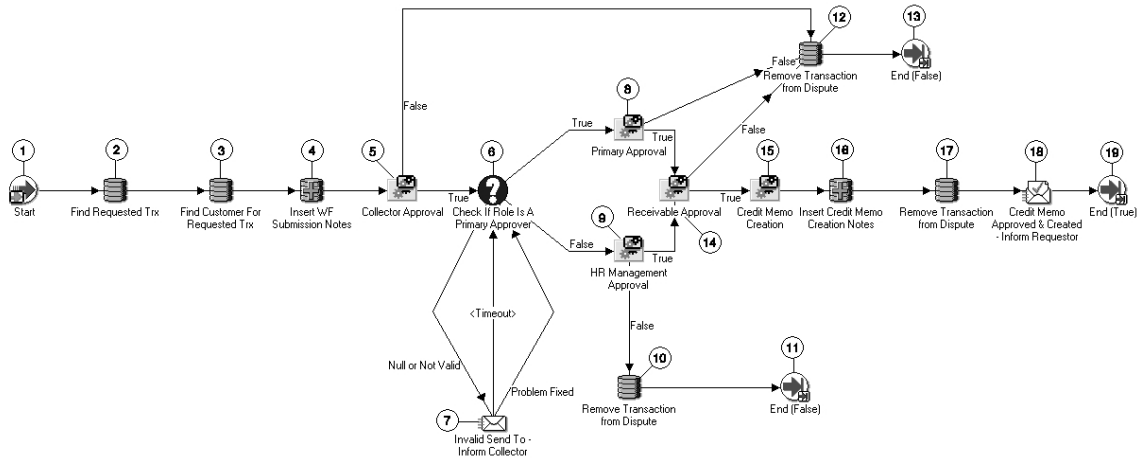 12
13
False
Remove Transaction
from Dispute
End (False)
8
True
True
Primary Approval
False
False
1
2
3
4
5
6
15
16
17
18
19
Start
Find Requested Trx
Find Customer For
Requested Trx
Insert WF
Submission Notes
Collector Approval
True
Check If Role Is A
Primary Approver
Receivable Approval
True
Credit Memo
Creation
Insert Credit Memo
Creation Notes
Remove Transaction
from Dispute
Credit Memo
Approved & Created
- Inform Requestor
End (True)
14
9
False
True
HR Management
Approval
<Timeout>
False
Null or Not Valid
Problem Fixed
10
11
Remove Transaction
from Dispute
End (False)
7
Invalid Send To -
Inform Collector